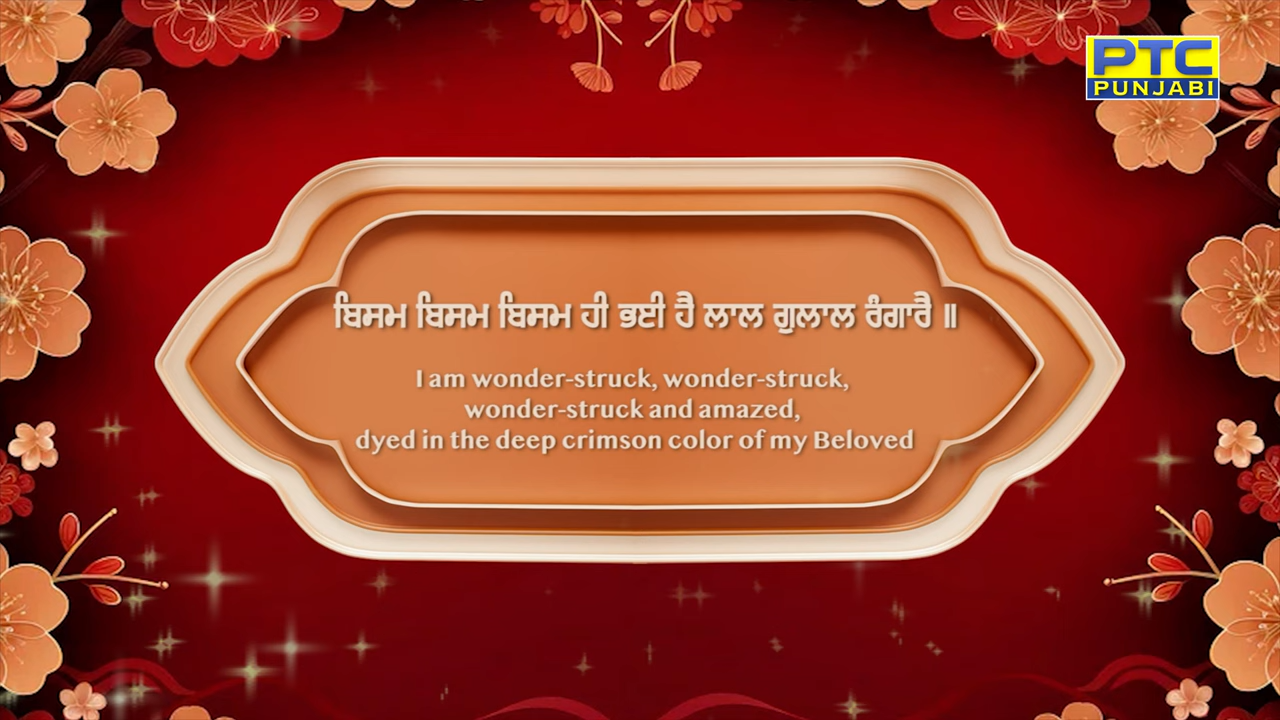 PTC
PUNJABI
ਬਿਸਮ ਬਿਸਮ ਬਿਸਮ ਹੀ ਭਈ ਹੈ ਲਾਲ ਗੁਲਾਲ ਰੰਗਾਰੈ ॥
I am wonder-struck, wonder-struck,
wonder-struck and amazed,
dyed in the deep crimson color of my Beloved